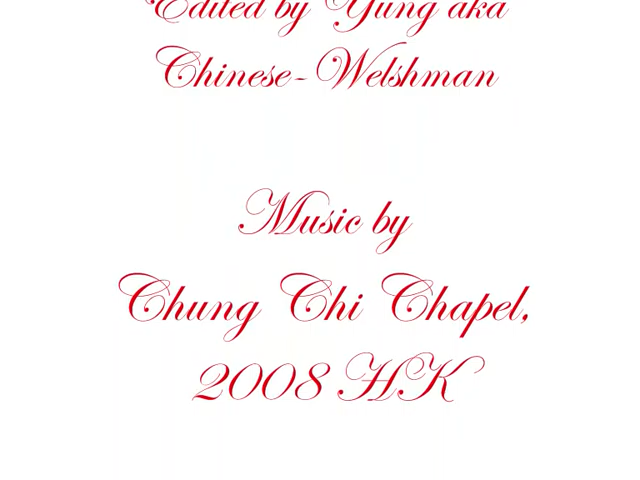 Edited by Yung aka
Chinese-Welshman
Music by
Chung Chi Chapel,
2008 HK